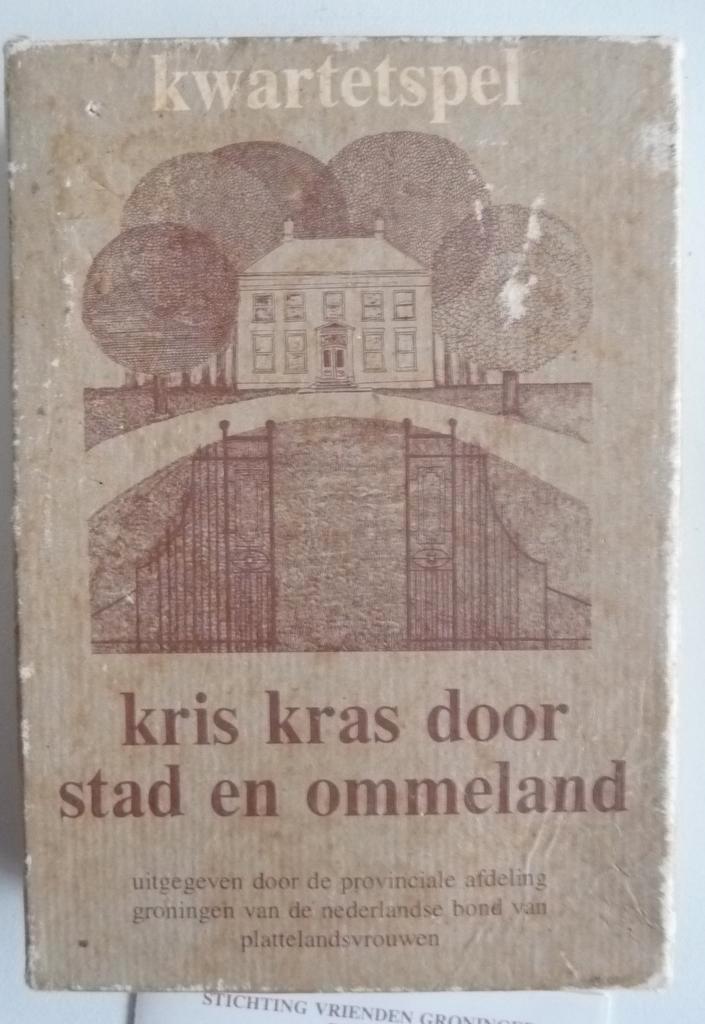 kwartetspel
kris kras door
stad en ommeland
uitgegeven door de provinciale afdeling
groningen van de nederlandse bond van
plattelandsvrouwen
STICHTING VRIENDEN